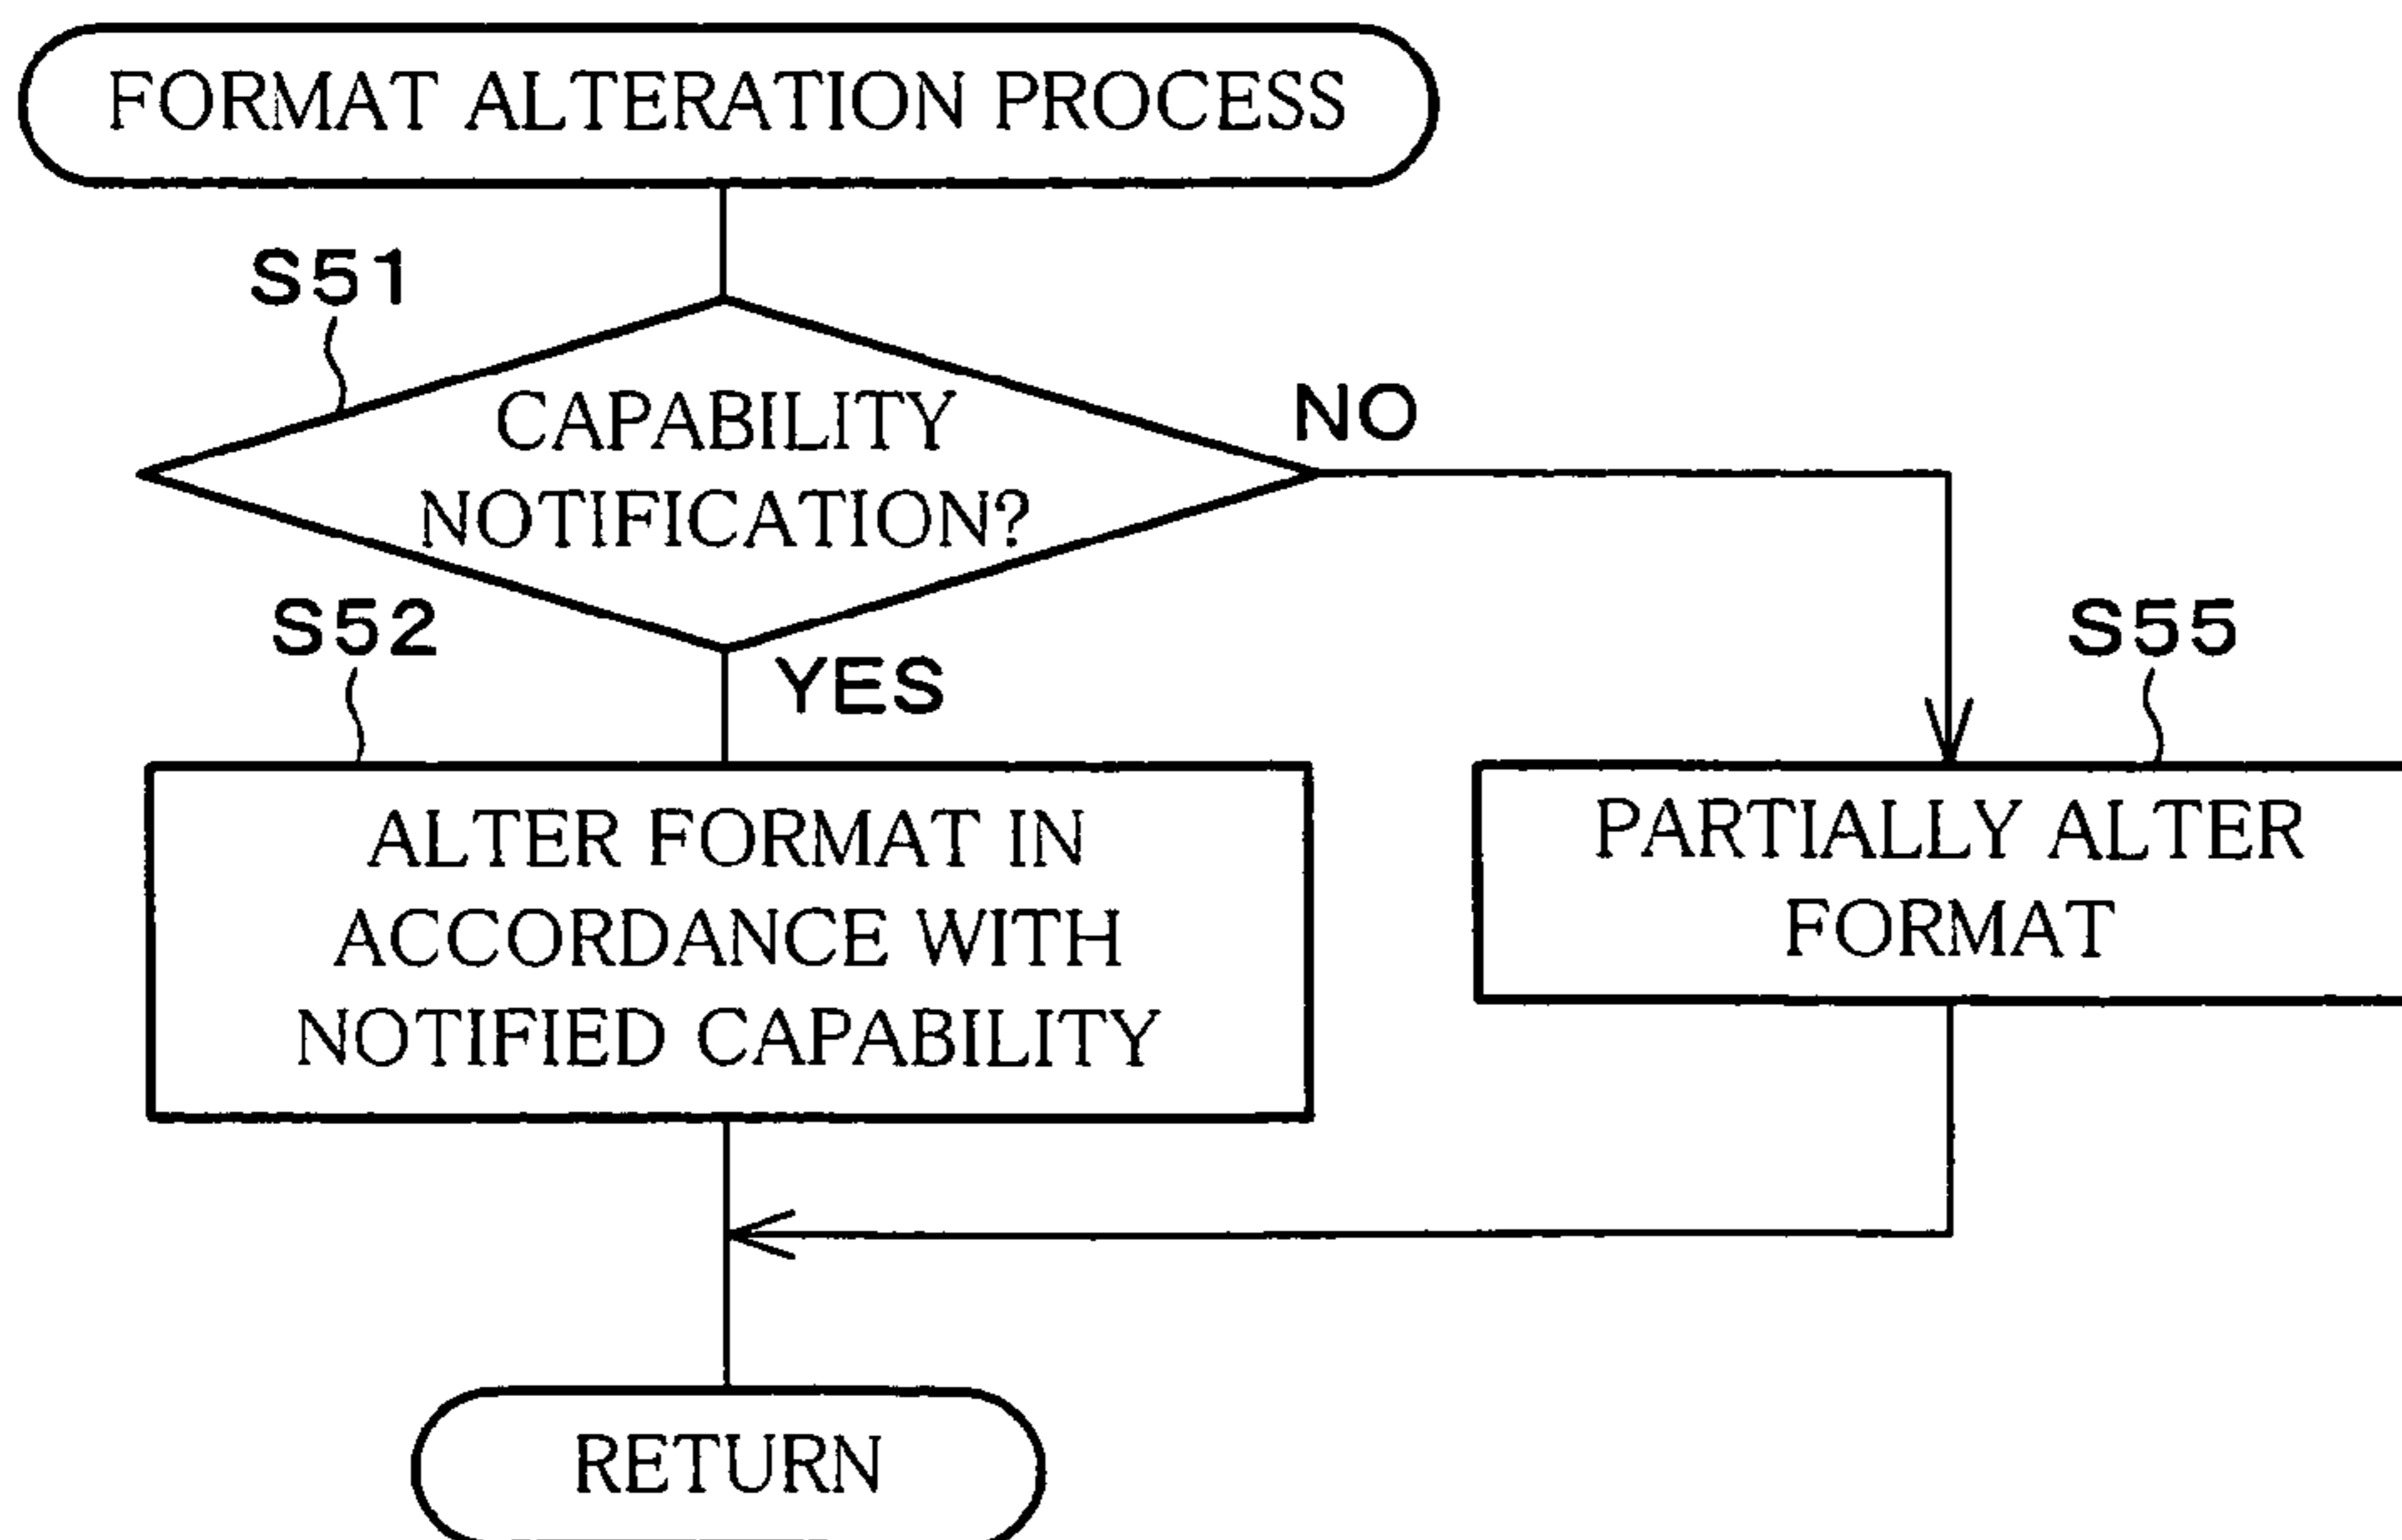 FORMAT ALTERATION PROCESS
S51
CAPABILITY
NOTIFICATION?
NO
S52
YES
S55
ALTER FORMAT IN
ACCORDANCE WITH
NOTIFIED CAPABILITY
PARTIALLY ALTER
FORMAT
RETURN